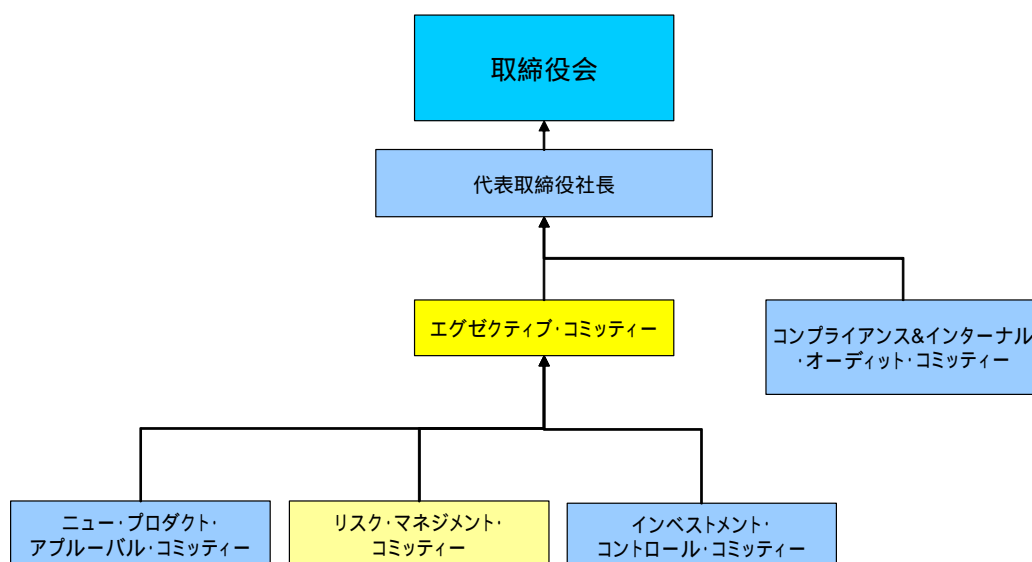 取締役会
代表取締役社長
エグゼクティブ・コミッティー
コンプライアンス&インターナル
・オーディット・コミッティー
ニュー・プロダクト・
アプルーバル・コミッティー
リスク・マネジメント・
コミッティー
インベストメント・
コントロール・コミッティー